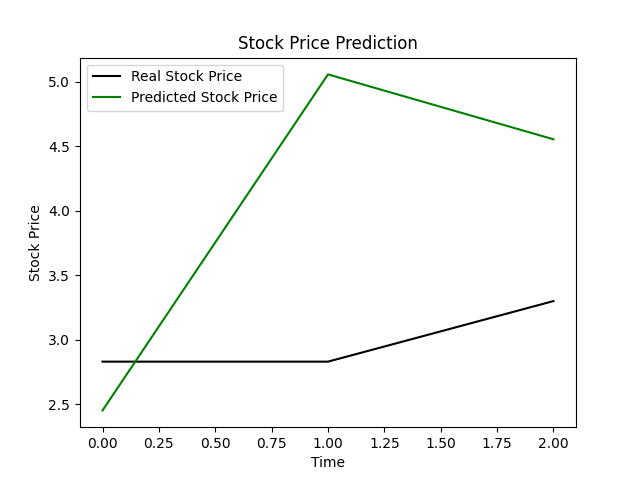 Stock Price Prediction
Real Stock Price
Predicted Stock Price
Stock Price
5.0
4.5
4.0
3.5
3.0
2.5
0.00 0.25 0.50 0.75 1.00 1.25 1.50 1.75 2.00
Time